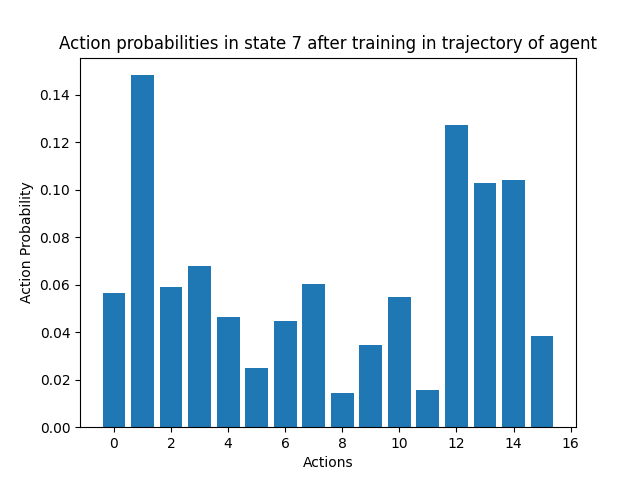 Action probabilities in state 7 after training in trajectory of agent
Action Probability
0.14
0.12
0.10
0.08
0.06
0.04
0.02
0.00
0 2 4 6 8 10 12 14 16
Actions